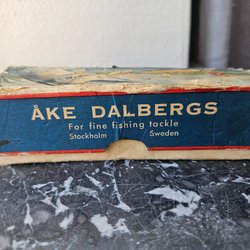 ÅKE DALBERGS
For fine fishing tackle
Stockholm Sweden